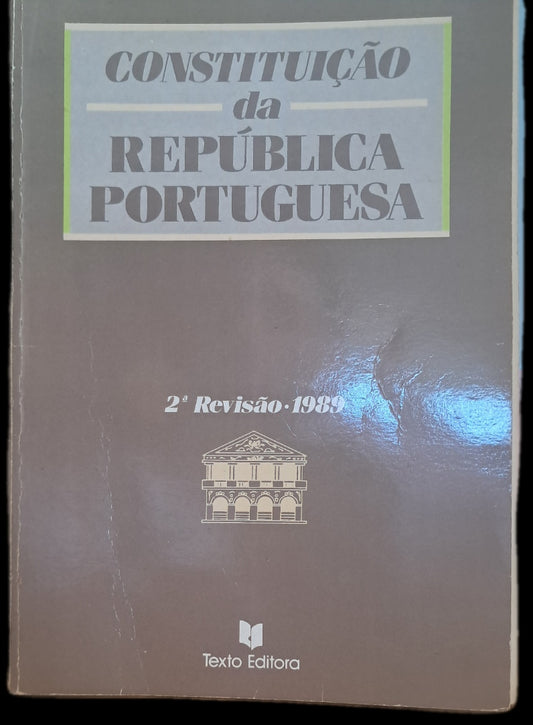 CONSTITUIÇÃO
da
REPÚBLICA
PORTUGUESA
2ª Revisão·1989
Texto Editora